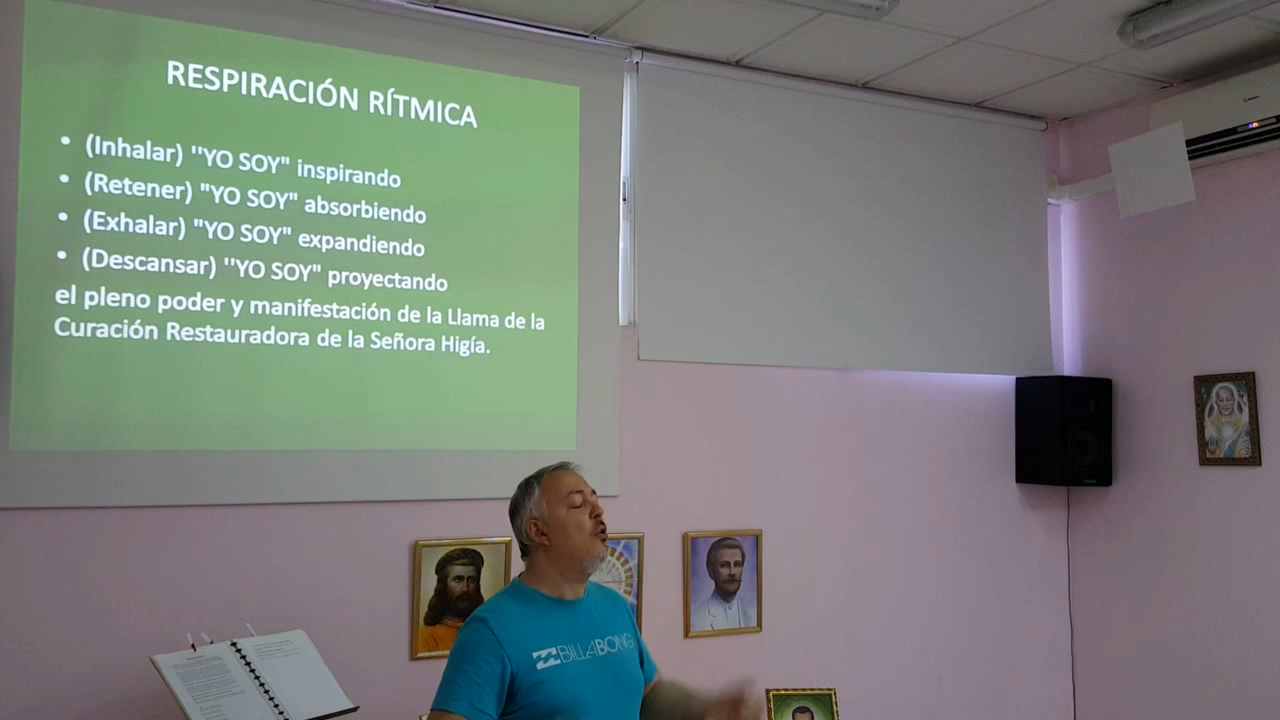 RESPIRACIÓN RÍTMICA
• (Inhalar) ''YO SOY" inspirando
• (Retener) "YO SOY" absorbiendo
• (Exhalar) "YO SOY" expandiendo
• (Descansar) ''YO SOY" proyectando
el pleno poder y manifestación de la Llama de la
Curación Restauradora de la Señora Higía.
BILLABONG